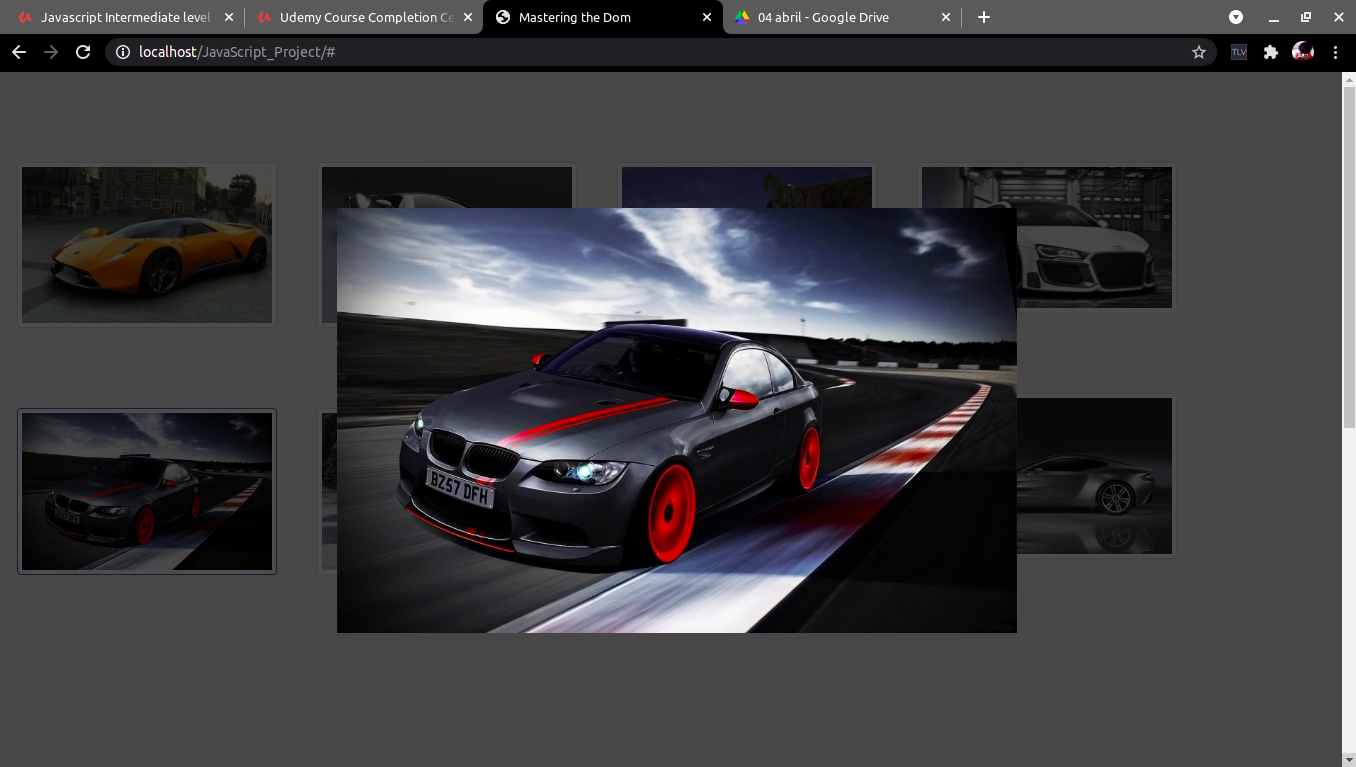 Javascript Intermediate level
Udemy Course Completion Ce
Mastering the Dom
04 abril - Google Drive
localhost/JavaScript_Project/#
TLV
BZ57 DFH